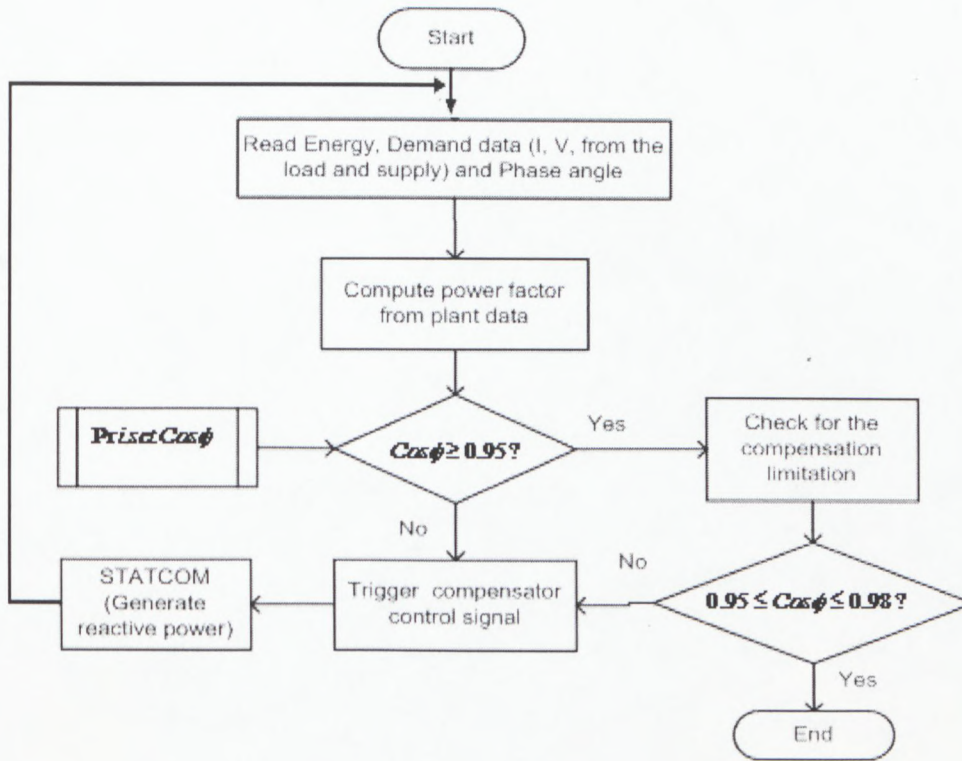 Start
Read Energy, Demand data (I, V, from the
load and supply) and Phase angle
Compute power factor
from plant data
Priset Cosϕ
Cosϕ ≥ 0.95?
Yes
Check for the
compensation
limitation
No
No
STATCOM
(Generate
reactive power)
Trigger compensator
control signal
0.95 ≤ Cosϕ ≤ 0.98?
Yes
End